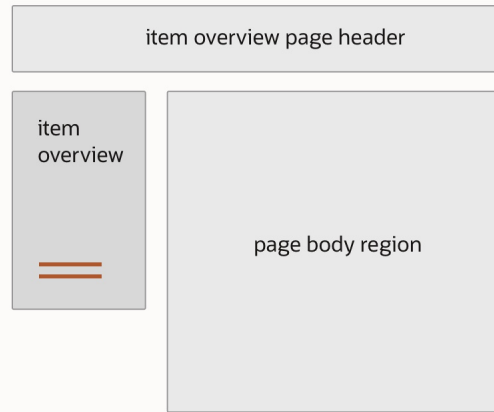 item overview page header
item
overview
page body region